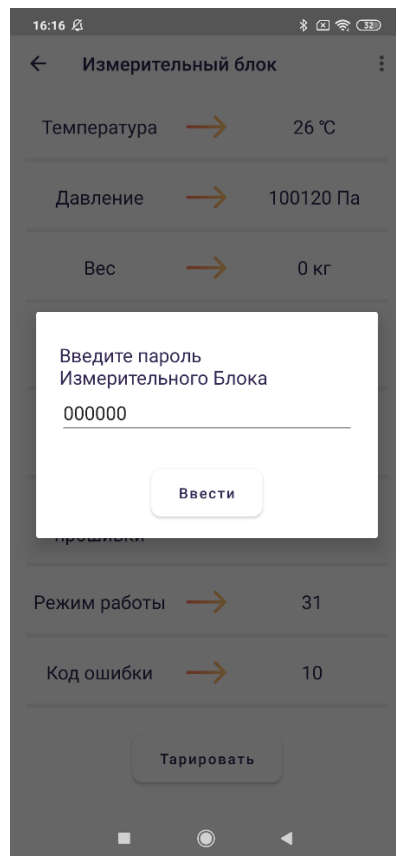 16:16 32
Измерительный блок
Температура 26 °C
Давление 100120 Па
Вес 0 кг
Введите пароль
Измерительного Блока
000000
Ввести
прошивки
Режим работы 31
Код ошибки 10
Тарировать